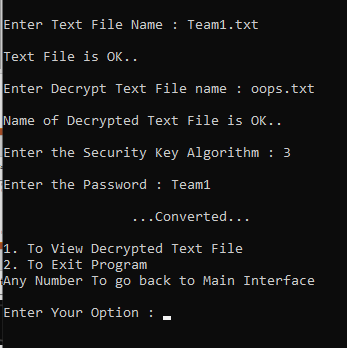 Enter Text File Name : Team1.txt
Text File is OK..
Enter Decrypt Text File name : oops.txt
Name of Decrypted Text File is OK..
Enter the Security Key Algorithm : 3
Enter the Password : Team1
...Converted...
1. To View Decrypted Text File
2. To Exit Program
Any Number To go back to Main Interface
Enter Your Option :